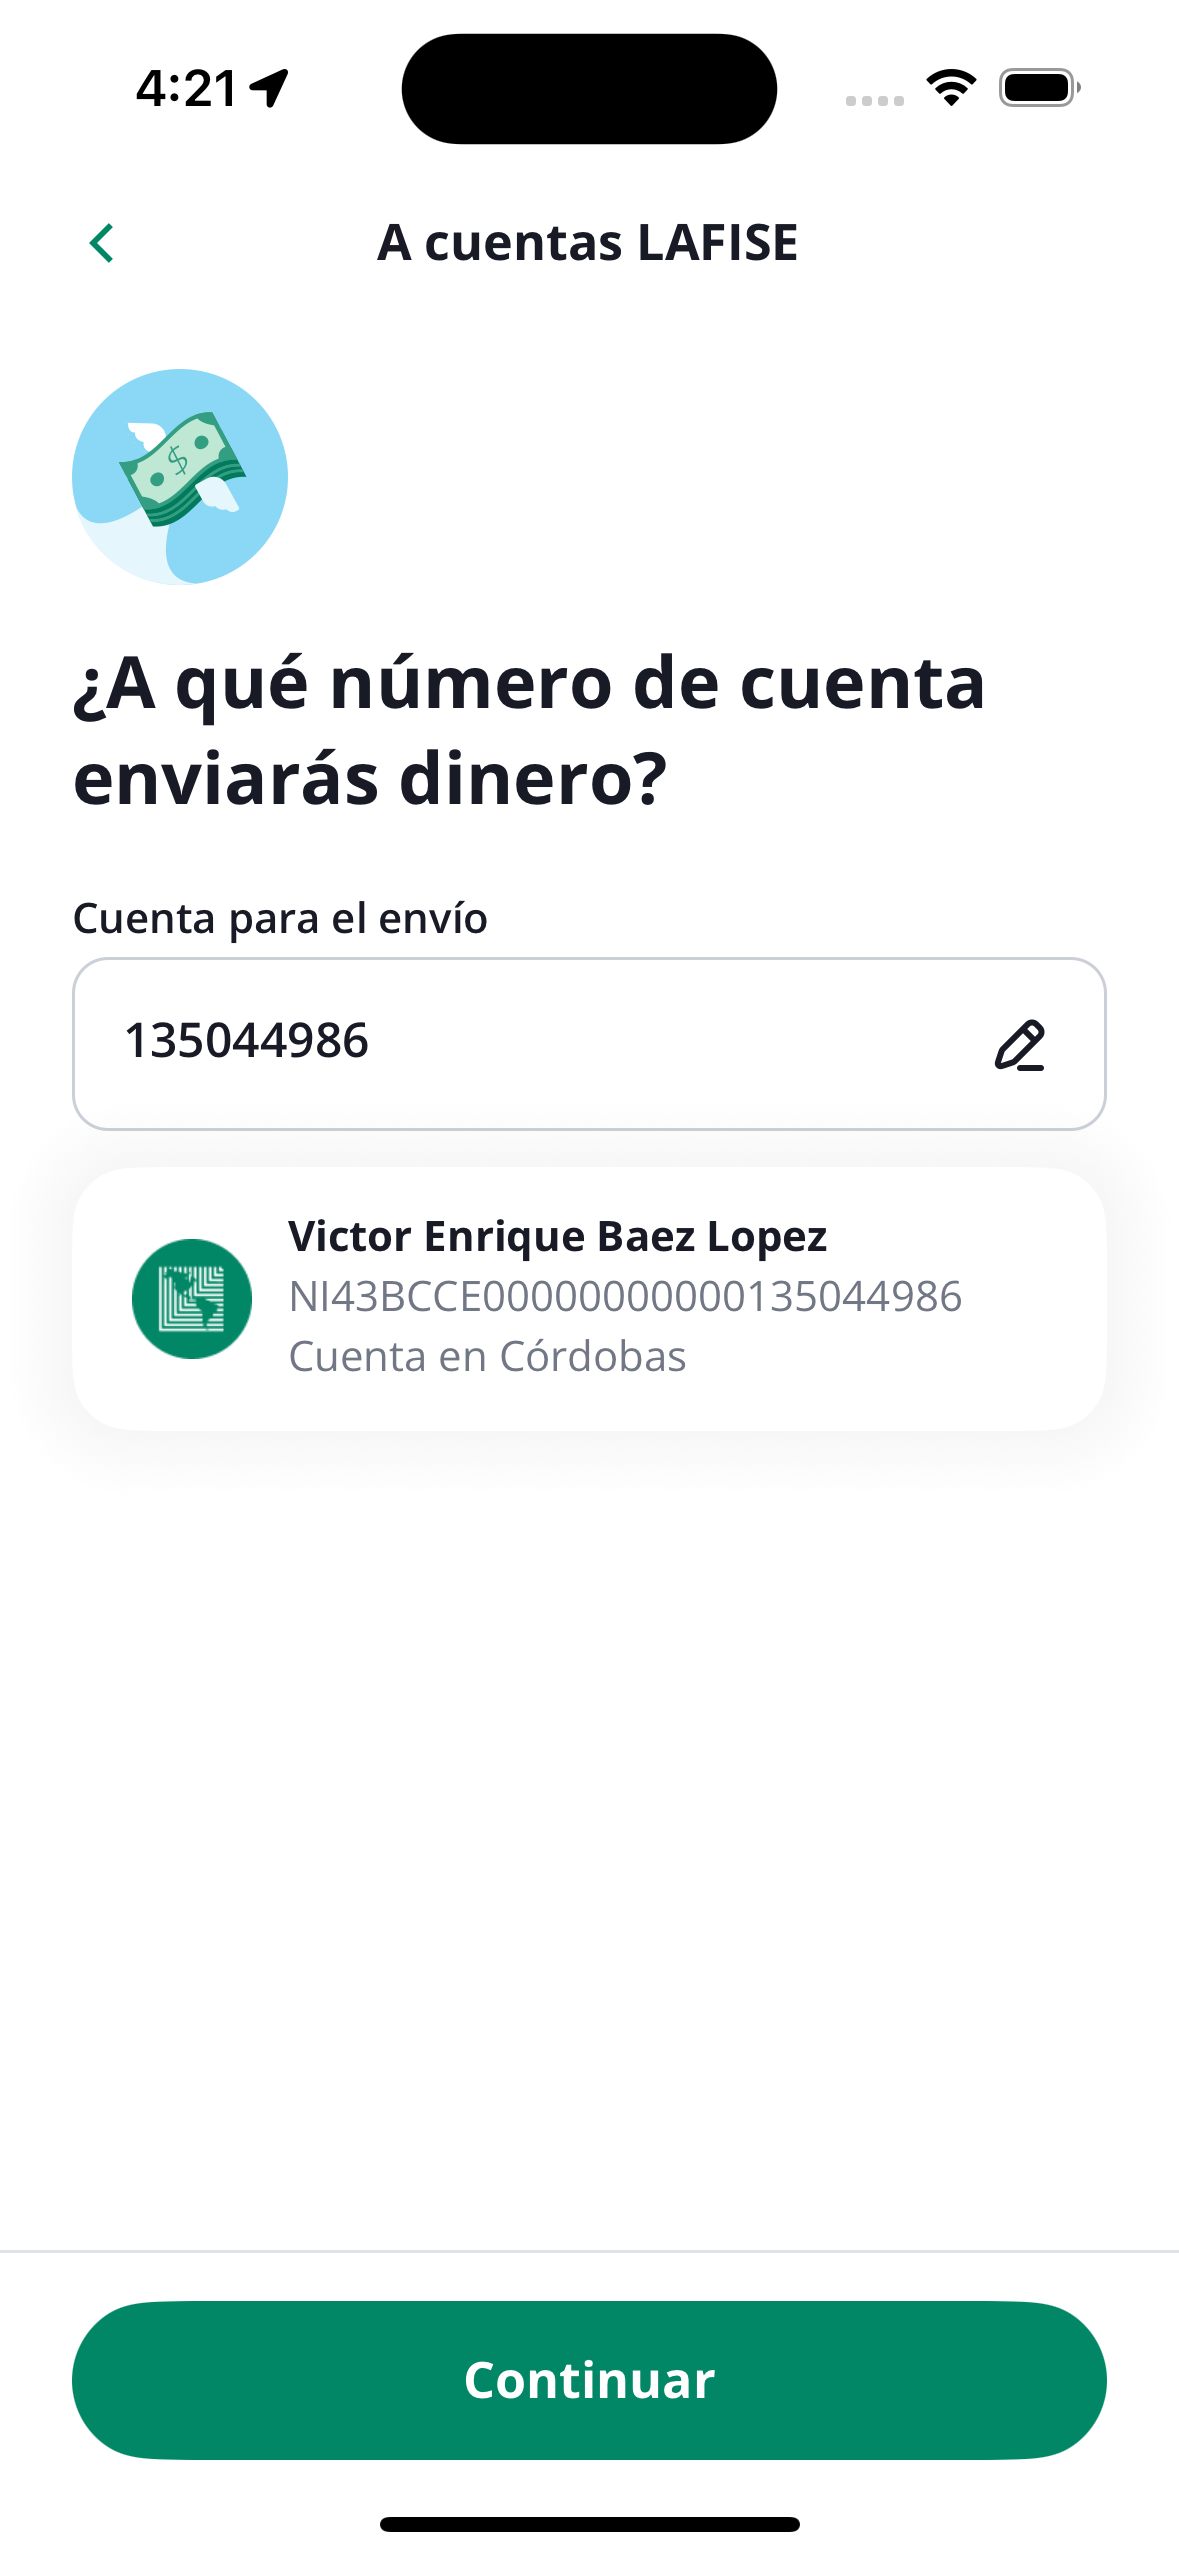 4:21
A cuentas LAFISE
$
¿A qué número de cuenta
enviarás dinero?
Cuenta para el envío
135044986
Victor Enrique Baez Lopez
NI43BCCE00000000000135044986
Cuenta en Córdobas
Continuar